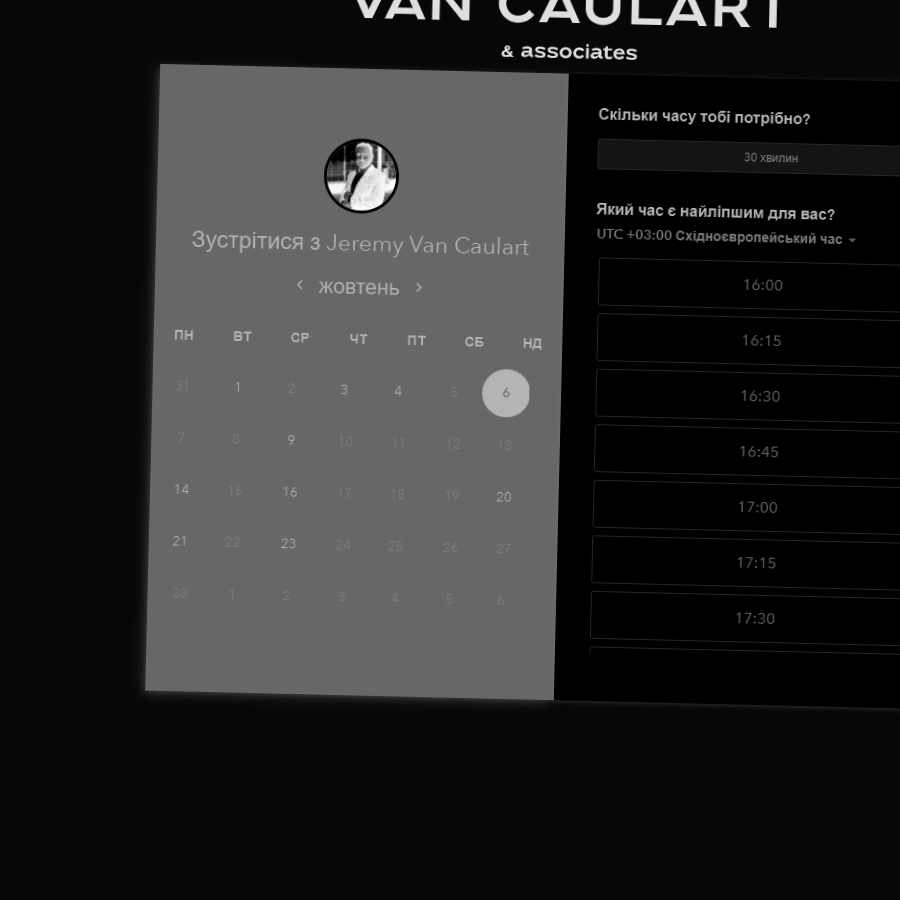 VAN CAULART
& associates
Зустрітися з Jeremy Van Caulart
жовтень
ПН ВТ СР ЧТ ПТ СБ НД
31 1 2 3 4 5 6
7 8 9 10 11 12 13
14 15 16 17 18 19 20
21 22 23 24 25 26 27
28 1 2 3 4 5 6
Скільки часу тобі потрібно?
30 хвилин
Який час є найліпшим для вас?
UTC +03:00 Східноєвропейський час
16:00
16:15
16:30
16:45
17:00
17:15
17:30